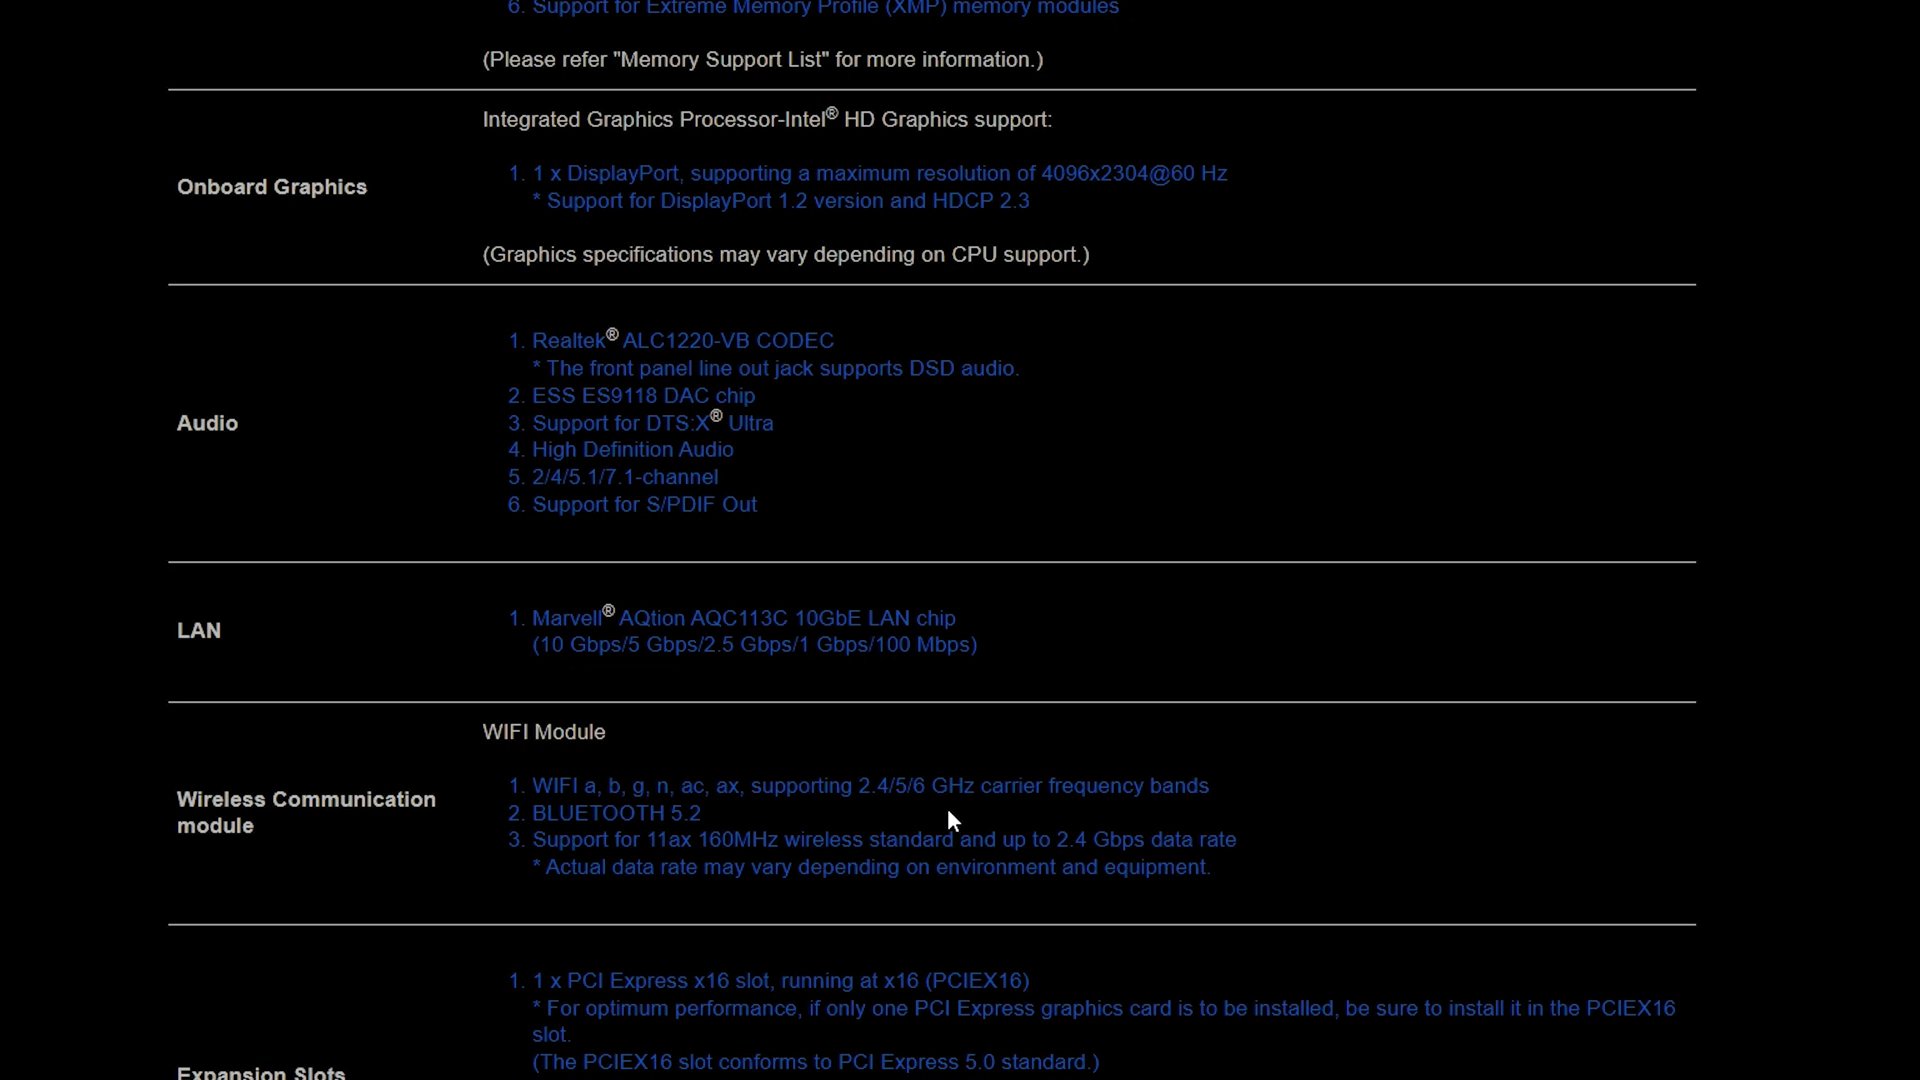 6. Support for Extreme Memory Profile (XMP) memory modules
(Please refer "Memory Support List" for more information.)
Onboard Graphics
Integrated Graphics Processor-Intel® HD Graphics support:
1. 1 x DisplayPort, supporting a maximum resolution of 4096x2304@60 Hz
* Support for DisplayPort 1.2 version and HDCP 2.3
(Graphics specifications may vary depending on CPU support.)
Audio
1. Realtek® ALC1220-VB CODEC
* The front panel line out jack supports DSD audio.
2. ESS ES9118 DAC chip
3. Support for DTS:X® Ultra
4. High Definition Audio
5. 2/4/5.1/7.1-channel
6. Support for S/PDIF Out
LAN
1. Marvell® AQtion AQC113C 10GbE LAN chip
(10 Gbps/5 Gbps/2.5 Gbps/1 Gbps/100 Mbps)
Wireless Communication
module
WIFI Module
1. WIFI a, b, g, n, ac, ax, supporting 2.4/5/6 GHz carrier frequency bands
2. BLUETOOTH 5.2
3. Support for 11ax 160MHz wireless standard and up to 2.4 Gbps data rate
* Actual data rate may vary depending on environment and equipment.
Expansion Slots
1. 1 x PCI Express x16 slot, running at x16 (PCIEX16)
* For optimum performance, if only one PCI Express graphics card is to be installed, be sure to install it in the PCIEX16
slot.
(The PCIEX16 slot conforms to PCI Express 5.0 standard.)